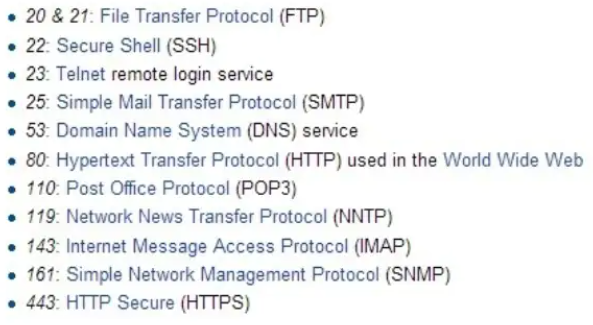 • 20 & 21: File Transfer Protocol (FTP)
• 22: Secure Shell (SSH)
• 23: Telnet remote login service
• 25: Simple Mail Transfer Protocol (SMTP)
• 53: Domain Name System (DNS) service
• 80: Hypertext Transfer Protocol (HTTP) used in the World Wide Web
• 110: Post Office Protocol (POP3)
• 119: Network News Transfer Protocol (NNTP)
• 143: Internet Message Access Protocol (IMAP)
• 161: Simple Network Management Protocol (SNMP)
• 443: HTTP Secure (HTTPS)